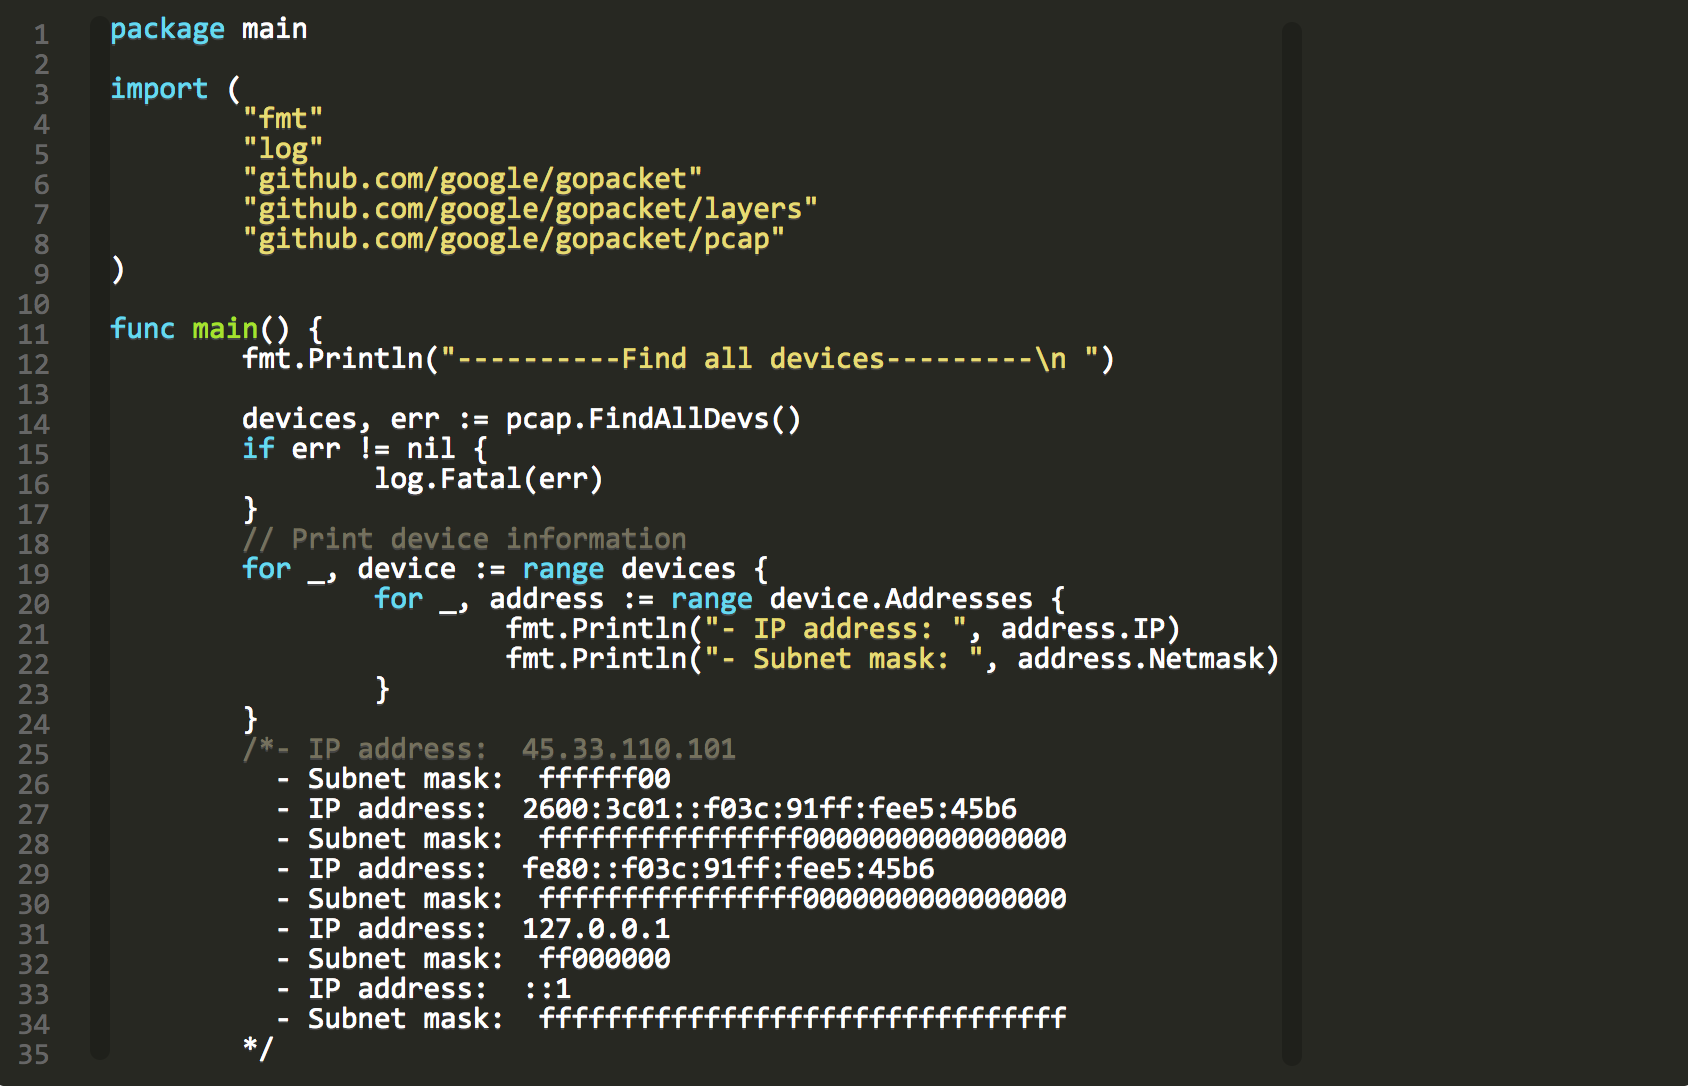 1 package main
2
3 import (
4 "fmt"
5 "log"
6 "github.com/google/gopacket"
7 "github.com/google/gopacket/layers"
8 "github.com/google/gopacket/pcap"
9 )
10
11 func main() {
12 fmt.Println("----------Find all devices---------\n ")
13
14 devices, err := pcap.FindAllDevs()
15 if err != nil {
16 log.Fatal(err)
17 }
18 // Print device information
19 for _, device := range devices {
20 for _, address := range device.Addresses {
21 fmt.Println("- IP address: ", address.IP)
22 fmt.Println("- Subnet mask: ", address.Netmask)
23 }
24 }
25 /*- IP address:  45.33.110.101
26 - Subnet mask:  ffffff00
27 - IP address:  2600:3c01::f03c:91ff:fee5:45b6
28 - Subnet mask:  ffffffffffffffff0000000000000000
29 - IP address:  fe80::f03c:91ff:fee5:45b6
30 - Subnet mask:  ffffffffffffffff0000000000000000
31 - IP address:  127.0.0.1
32 - Subnet mask:  ff000000
33 - IP address:  ::1
34 - Subnet mask:  ffffffffffffffffffffffffffffffff
35 */